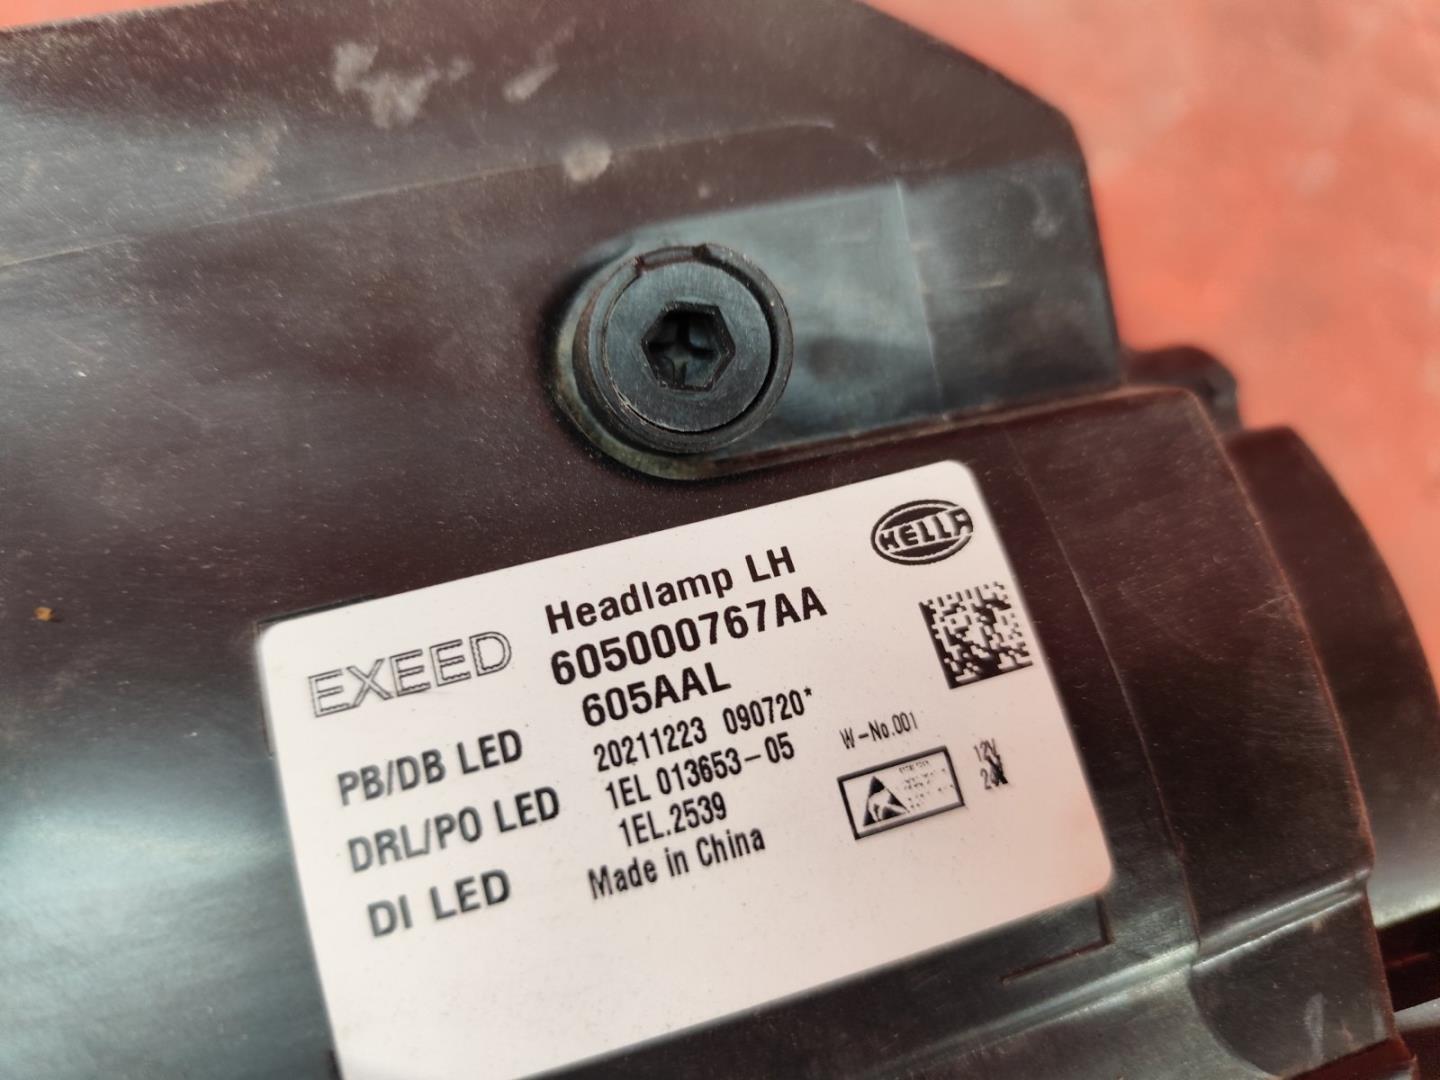 HELLA
Headlamp LH
EXEED
605000767AA
605AAL
PB/DB LED
20211223 090720*
W-No.001
DRL/PO LED
1EL 013653-05
12V
DI LED
1EL.2539
Made in China